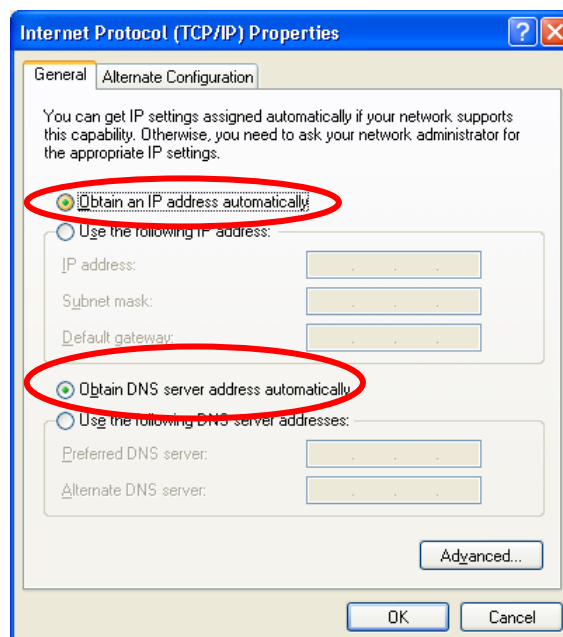 Internet Protocol (TCP/IP) Properties
General
Alternate Configuration
You can get IP settings assigned automatically if your network supports
this capability. Otherwise, you need to ask your network administrator for
the appropriate IP settings.
Obtain an IP address automatically
Use the following IP address:
IP address:
Subnet mask:
Default gateway:
Obtain DNS server address automatically
Use the following DNS server addresses:
Preferred DNS server:
Alternate DNS server:
Advanced...
OK
Cancel